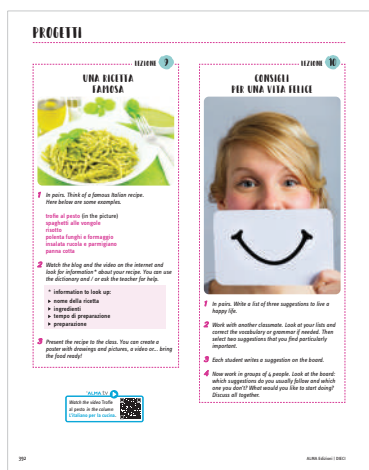 PROGETTI
LEZIONE 9
UNA RICETTA
FAMOSA
1 In pairs. Think of a famous Italian recipe.
Here below are some examples.
trofie al pesto (in the picture)
spaghetti alle vongole
risotto
polenta funghi e formaggio
insalata rucola e parmigiano
panna cotta
2 Watch the blog and the video on the internet and
look for information* about your recipe. You can use
the dictionary and / or ask the teacher for help.
* information to look up:
▸ nome della ricetta
▸ ingredienti
▸ tempo di preparazione
▸ preparazione
3 Present the recipe to the class. You can create a
poster with drawings and pictures, a video or... bring
the food ready!
ALMA.TV
Watch the video Trofie
al pesto in the column
L'italiano per la cucina.
LEZIONE 10
CONSIGLI
PER UNA VITA FELICE
1 In pairs. Write a list of three suggestions to live a
happy life.
2 Work with another classmate. Look at your lists and
correct the vocabulary or grammar if needed. Then
select two suggestions that you find particularly
important.
3 Each student writes a suggestion on the board.
4 Now work in groups of 4 people. Look at the board:
which suggestions do you usually follow and which
one you don't? What would you like to start doing?
Discuss all together.
392
ALMA Edizioni | DIECI